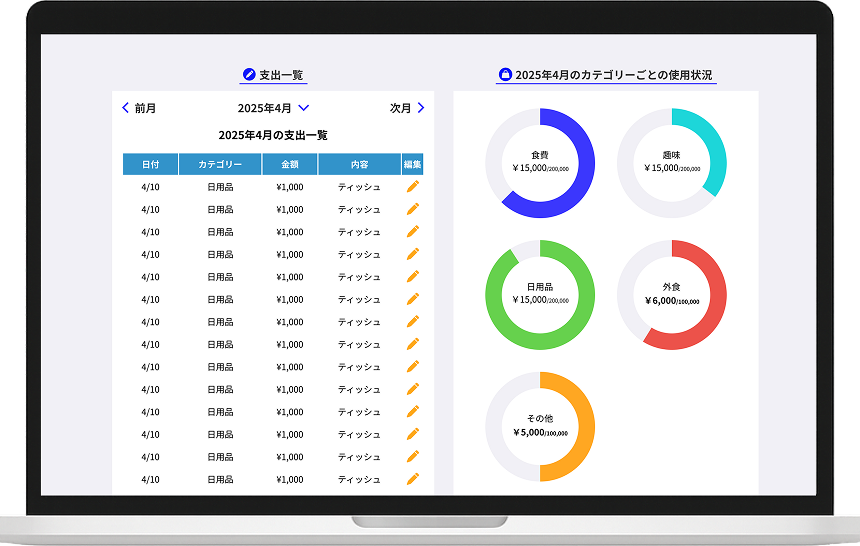 支出一覧
前月 2025年4月 次月
2025年4月の支出一覧
日付 カテゴリー 金額 内容 編集
4/10 日用品 ¥1,000 ティッシュ
4/10 日用品 ¥1,000 ティッシュ
4/10 日用品 ¥1,000 ティッシュ
4/10 日用品 ¥1,000 ティッシュ
4/10 日用品 ¥1,000 ティッシュ
4/10 日用品 ¥1,000 ティッシュ
4/10 日用品 ¥1,000 ティッシュ
4/10 日用品 ¥1,000 ティッシュ
4/10 日用品 ¥1,000 ティッシュ
4/10 日用品 ¥1,000 ティッシュ
4/10 日用品 ¥1,000 ティッシュ
4/10 日用品 ¥1,000 ティッシュ
4/10 日用品 ¥1,000 ティッシュ
4/10 日用品 ¥1,000 ティッシュ
2025年4月のカテゴリーごとの使用状況
食費
￥15,000/200,000
趣味
￥15,000/200,000
日用品
￥15,000/200,000
外食
￥6,000/100,000
その他
￥5,000/100,000